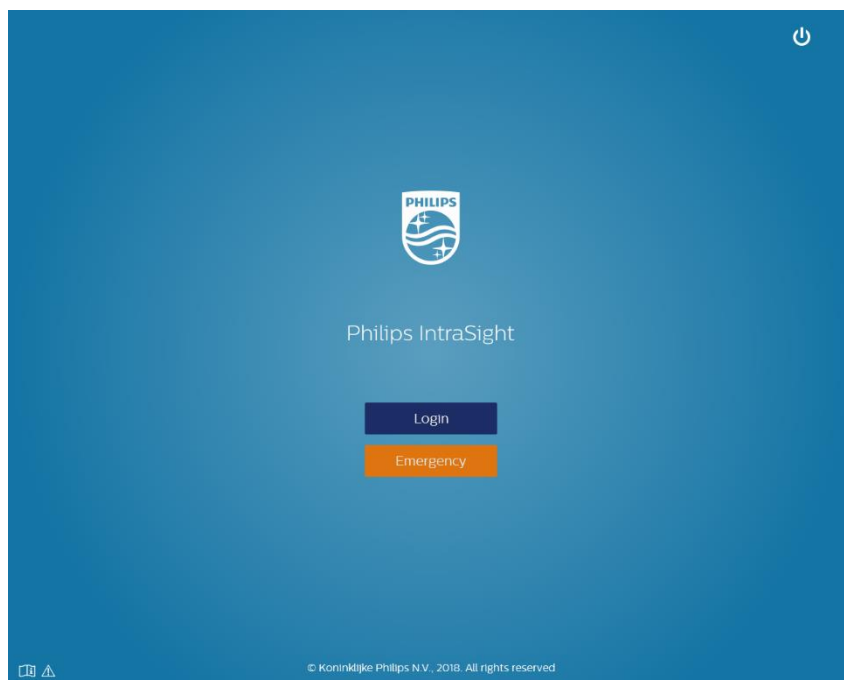 PHILIPS
Philips IntraSight
Login
Emergency
© Koninklijke Philips N.V., 2018. All rights reserved